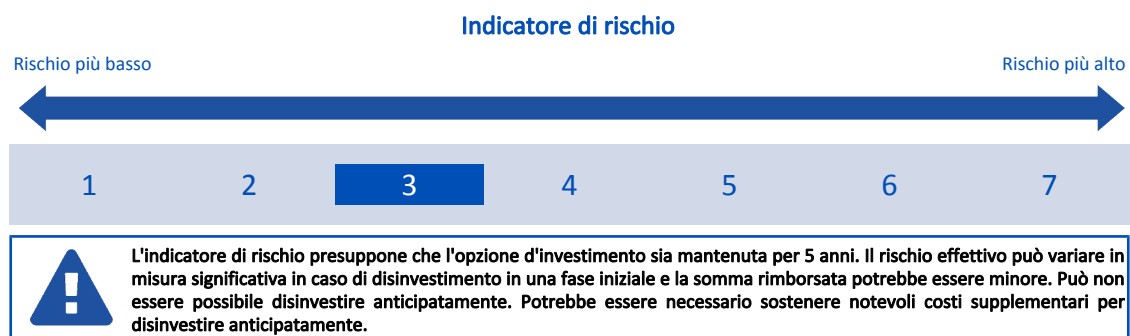 Indicatore di rischio
Rischio più basso
Rischio più alto
1 2 3 4 5 6 7
L'indicatore di rischio presuppone che l'opzione d'investimento sia mantenuta per 5 anni. Il rischio effettivo può variare in
misura significativa in caso di disinvestimento in una fase iniziale e la somma rimborsata potrebbe essere minore. Può non
essere possibile disinvestire anticipatamente. Potrebbe essere necessario sostenere notevoli costi supplementari per
disinvestire anticipatamente.